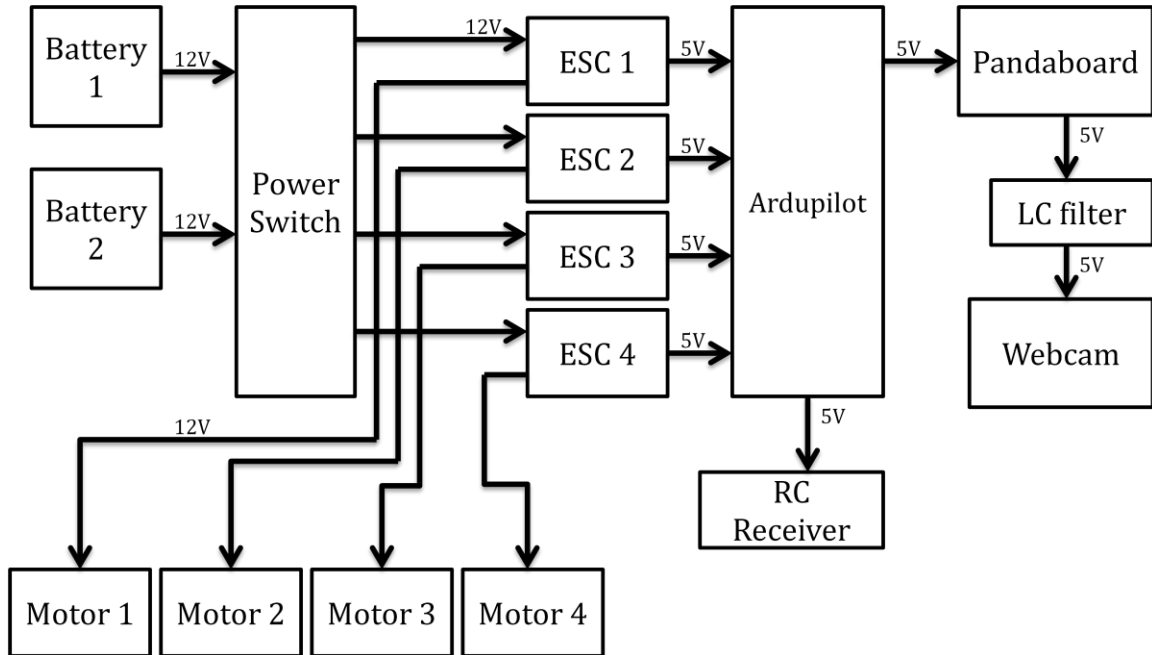 Battery
1
12V
Battery
2
12V
Power
Switch
12V
ESC 1
5V
ESC 2
5V
ESC 3
5V
ESC 4
5V
Ardupilot
5V
Pandaboard
5V
LC filter
5V
Webcam
5V
RC
Receiver
12V
Motor 1
Motor 2
Motor 3
Motor 4